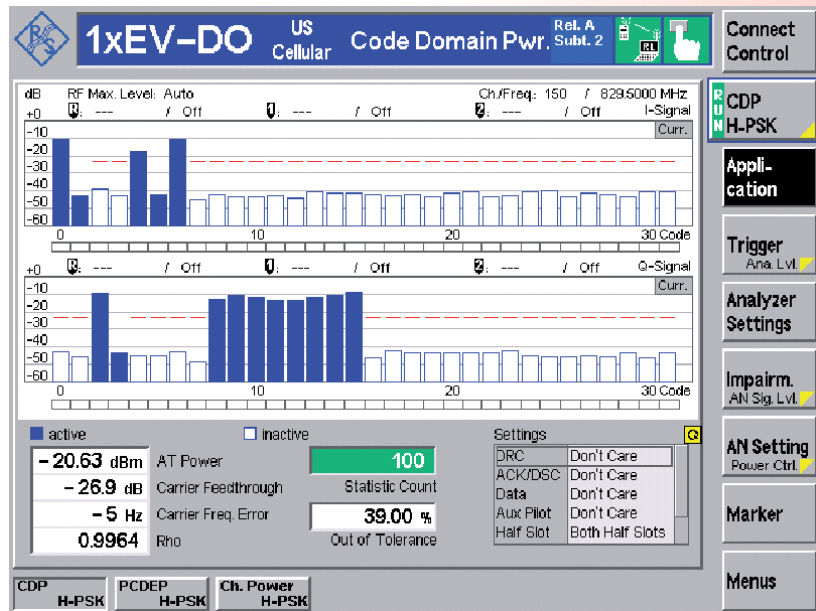 R&S
1xEV-DO
US
Cellular
Code Domain Pwr.
Rel. A
Subt. 2
RL
Connect
Control
dB RF Max. Level: Auto Ch./Freq.: 150 / 829.5000 MHz
+0 R: --- / Off 1: --- / Off 2: --- / Off I-Signal
Curr.
-10
-20
-30
-40
-50
-60
0 10 20 30 Code
+0 R: --- / Off 1: --- / Off 2: --- / Off Q-Signal
Curr.
-10
-20
-30
-40
-50
-60
0 10 20 30 Code
active inactive
- 20.63 dBm AT Power
- 26.9 dB Carrier Feedthrough
- 5 Hz Carrier Freq. Error
0.9964 Rho
100
Statistic Count
39.00 %
Out of Tolerance
Settings
Q
DRC Don't Care
ACK/DSC Don't Care
Data Don't Care
Aux Pilot Don't Care
Half Slot Both Half Slots
RUN
CDP
H-PSK
Appli-
cation
Trigger
Ana. Lvl.
Analyzer
Settings
Impairm.
AN Sig. Lvl.
AN Setting
Power Ctrl.
Marker
Menus
CDP
H-PSK
PCDEP
H-PSK
Ch. Power
H-PSK